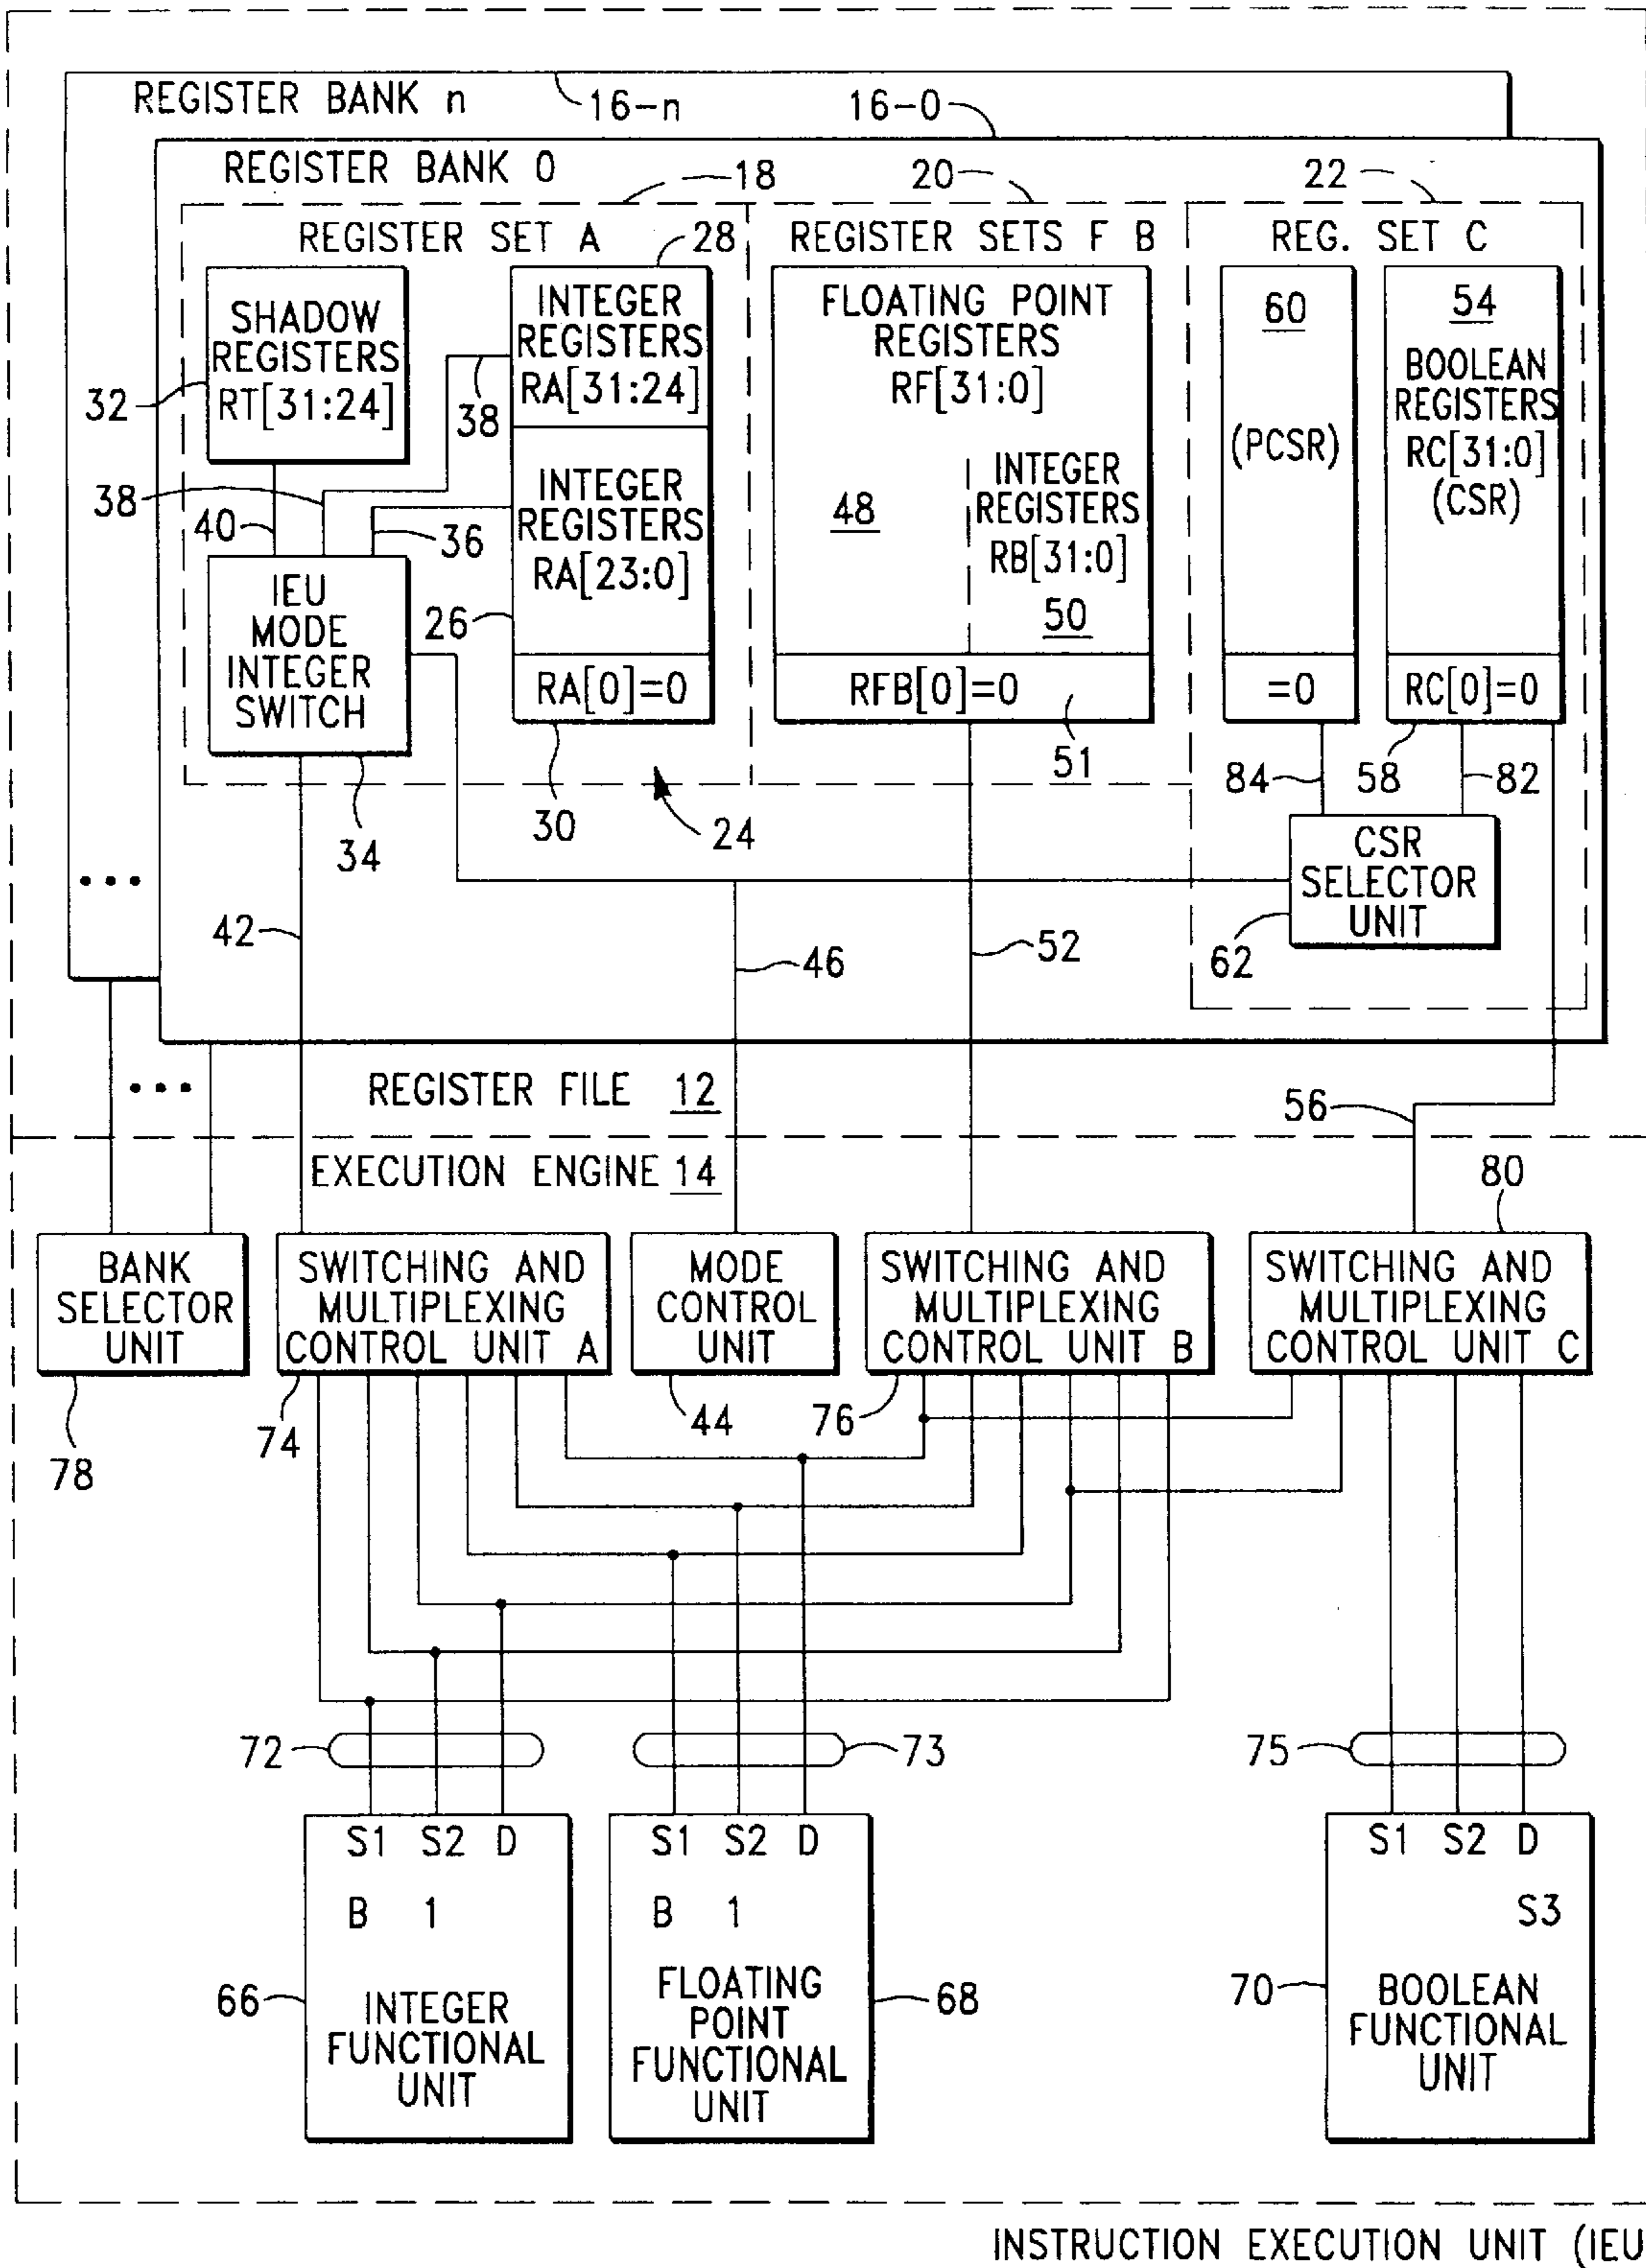 REGISTER BANK n
16-n
16-0
REGISTER BANK 0
18
20
22
REGISTER SET A
28
REGISTER SETS F B
REG. SET C
SHADOW
REGISTERS
RT[31:24]
32
INTEGER
REGISTERS
RA[31:24]
38
FLOATING POINT
REGISTERS
RF[31:0]
60
(PCSR)
54
BOOLEAN
REGISTERS
RC[31:0]
(CSR)
38
40
36
INTEGER
REGISTERS
RA[23:0]
48
INTEGER
REGISTERS
RB[31:0]
50
IEU
MODE
INTEGER
SWITCH
26
RA[0]=0
RFB[0]=0
=0
RC[0]=0
51
84
58
82
34
30
24
CSR
SELECTOR
UNIT
62
...
42
46
52
...
REGISTER FILE 12
56
EXECUTION ENGINE 14
80
BANK
SELECTOR
UNIT
SWITCHING AND
MULTIPLEXING
CONTROL UNIT A
MODE
CONTROL
UNIT
SWITCHING AND
MULTIPLEXING
CONTROL UNIT B
SWITCHING AND
MULTIPLEXING
CONTROL UNIT C
78
74
44
76
72
73
75
S1 S2 D
B 1
INTEGER
FUNCTIONAL
UNIT
66
S1 S2 D
B 1
FLOATING
POINT
FUNCTIONAL
UNIT
68
S1 S2 D
S3
BOOLEAN
FUNCTIONAL
UNIT
70
INSTRUCTION EXECUTION UNIT (IEU